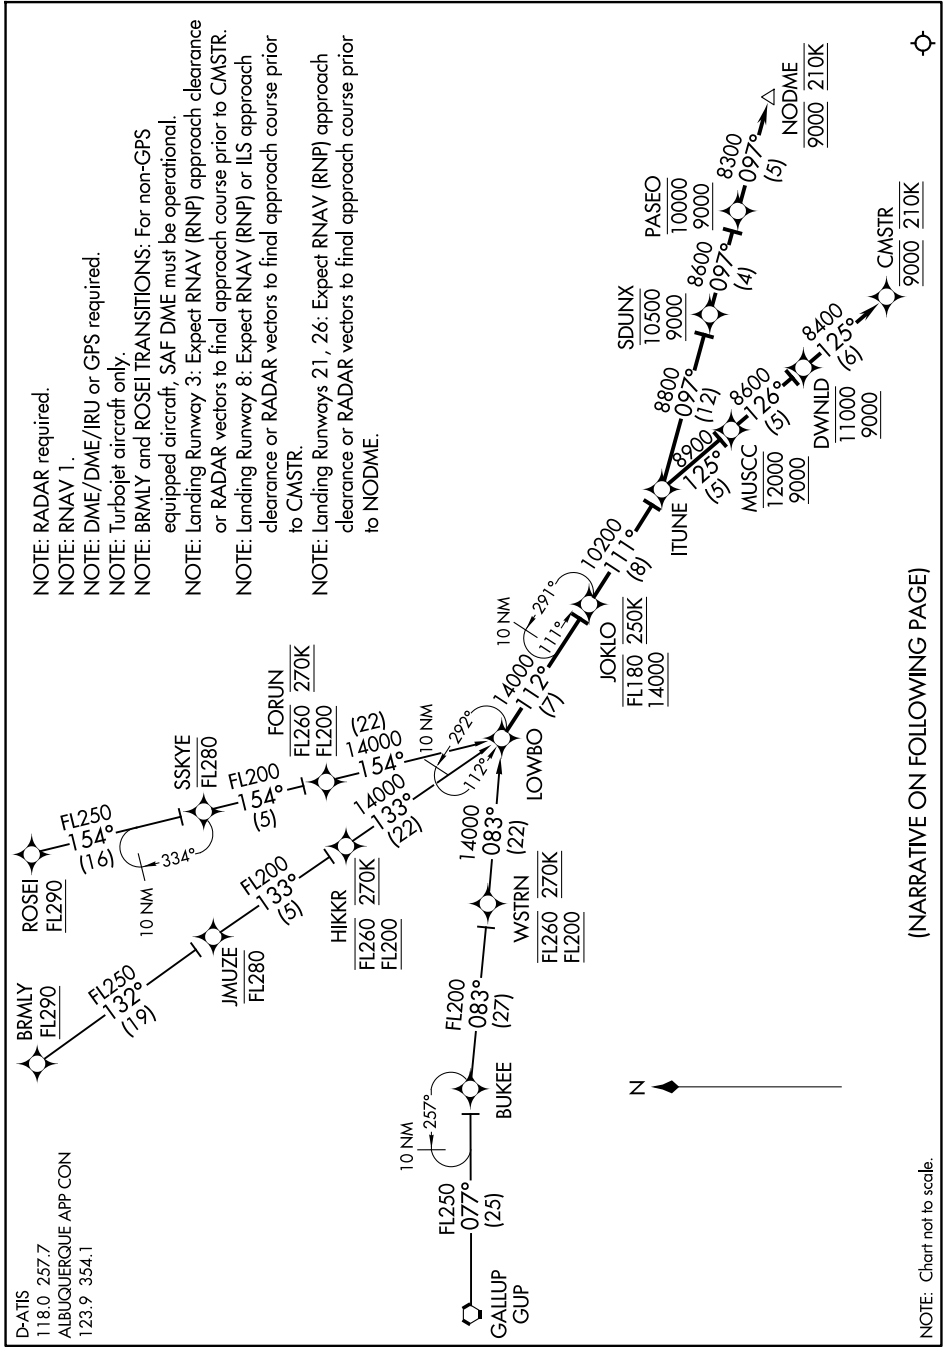 D-ATIS
118.0 257.7
ALBUQUERQUE APP CON
123.9 354.1
NOTE: RADAR required.
NOTE: RNAV 1.
NOTE: DME/DME/IRU or GPS required.
NOTE: Turbojet aircraft only.
NOTE: BRMLY and ROSEI TRANSITIONS: For non-GPS
equipped aircraft, SAF DME must be operational.
NOTE: Landing Runway 3: Expect RNAV (RNP) approach clearance
or RADAR vectors to final approach course prior to CMSTR.
NOTE: Landing Runway 8: Expect RNAV (RNP) or ILS approach
clearance or RADAR vectors to final approach course prior
to CMSTR.
NOTE: Landing Runways 21, 26: Expect RNAV (RNP) approach
clearance or RADAR vectors to final approach course prior
to NODME.
BRMLY
FL290
FL250
132°
(19)
JMUZE
FL280
FL200
133°
(5)
HIKKR
FL260 270K
FL200
14000
133°
(22)
ROSEI
FL290
FL250
154°
(16)
10 NM
334°
SSKYE
FL280
FL200
154°
(5)
FORUN
FL260 270K
FL200
(22)
14000
154°
GALLUP
GUP
FL250
077°
(25)
10 NM
257°
BUKEE
FL200
083°
(27)
WSTRN
FL260 270K
FL200
14000
083°
(22)
10 NM
292°
112°
LOWBO
14000
112°
(7)
10 NM
291°
111°
JOKLO
FL180 250K
14000
10200
111°
(8)
ITUNE
8800
097°
(12)
SDUNX
10500
9000
8600
097°
(4)
PASEO
10000
9000
8300
097°
(5)
NODME
9000 210K
8900
125°
(5)
MUSCC
12000
9000
8600
126°
(5)
DWNLD
11000
9000
8400
125°
(6)
CMSTR
9000 210K
N
(NARRATIVE ON FOLLOWING PAGE)
NOTE: Chart not to scale.